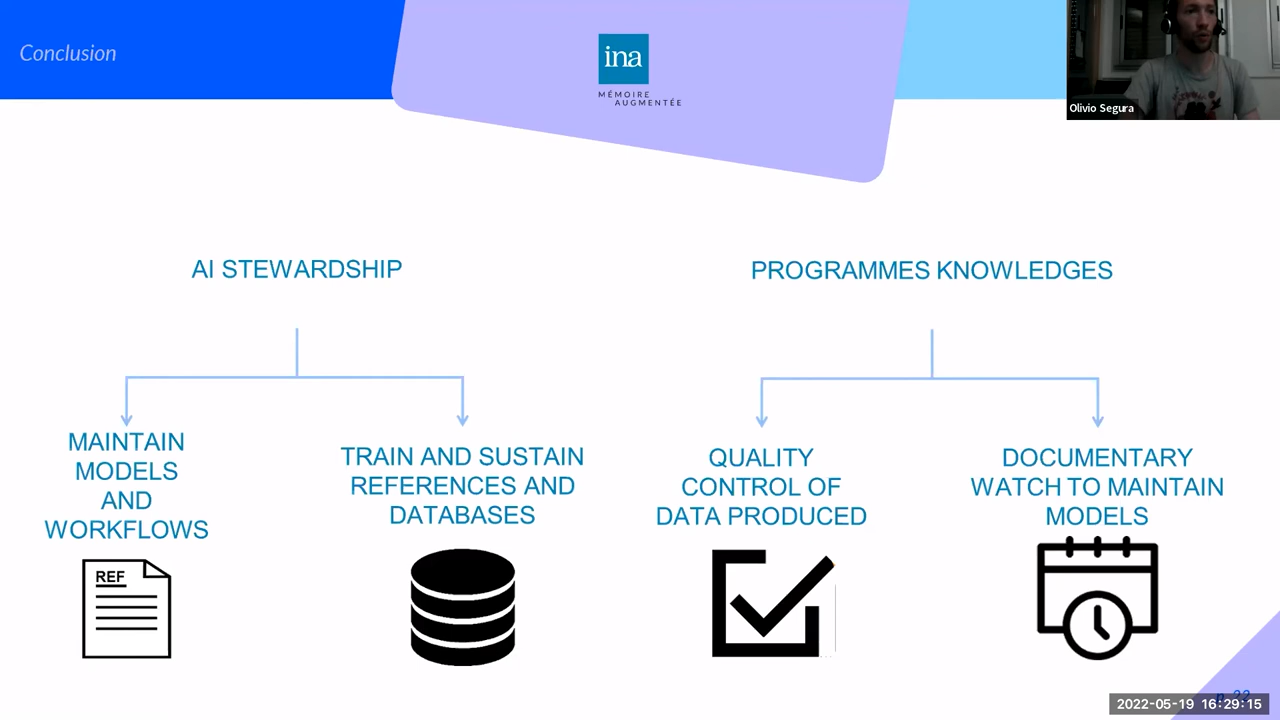 Conclusion
ina
MÉMOIRE
AUGMENTÉE
Olivio Segura
AI STEWARDSHIP
PROGRAMMES KNOWLEDGES
MAINTAIN
MODELS
AND
WORKFLOWS
TRAIN AND SUSTAIN
REFERENCES AND
DATABASES
QUALITY
CONTROL OF
DATA PRODUCED
DOCUMENTARY
WATCH TO MAINTAIN
MODELS
REF
2022-05-19 16:29:15